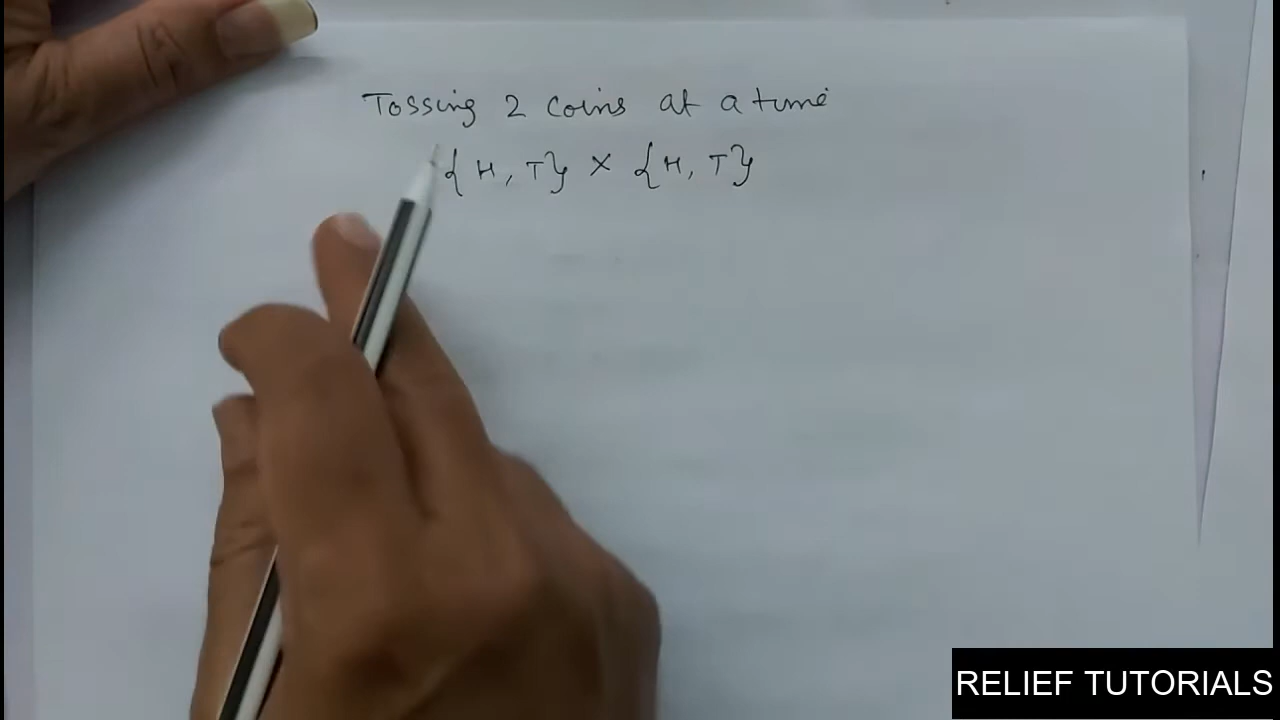 Tossing 2 coins at a time
{H, T} × {H, T}
RELIEF TUTORIALS